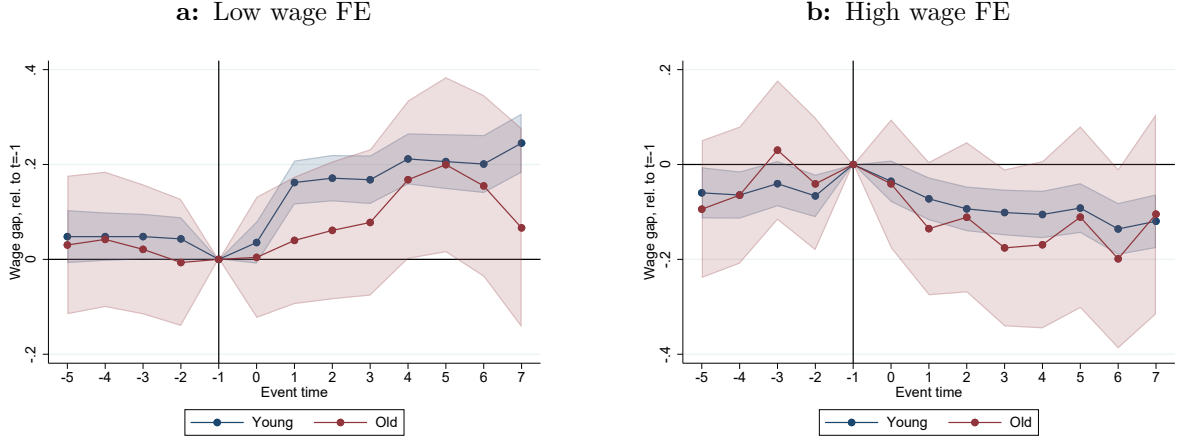 a: Low wage FE
Wage gap, rel. to t=-1
.4
.2
0
-.2
-5 -4 -3 -2 -1 0 1 2 3 4 5 6 7
Event time
Young Old
b: High wage FE
Wage gap, rel. to t=-1
.2
0
-.2
-.4
-5 -4 -3 -2 -1 0 1 2 3 4 5 6 7
Event time
Young Old